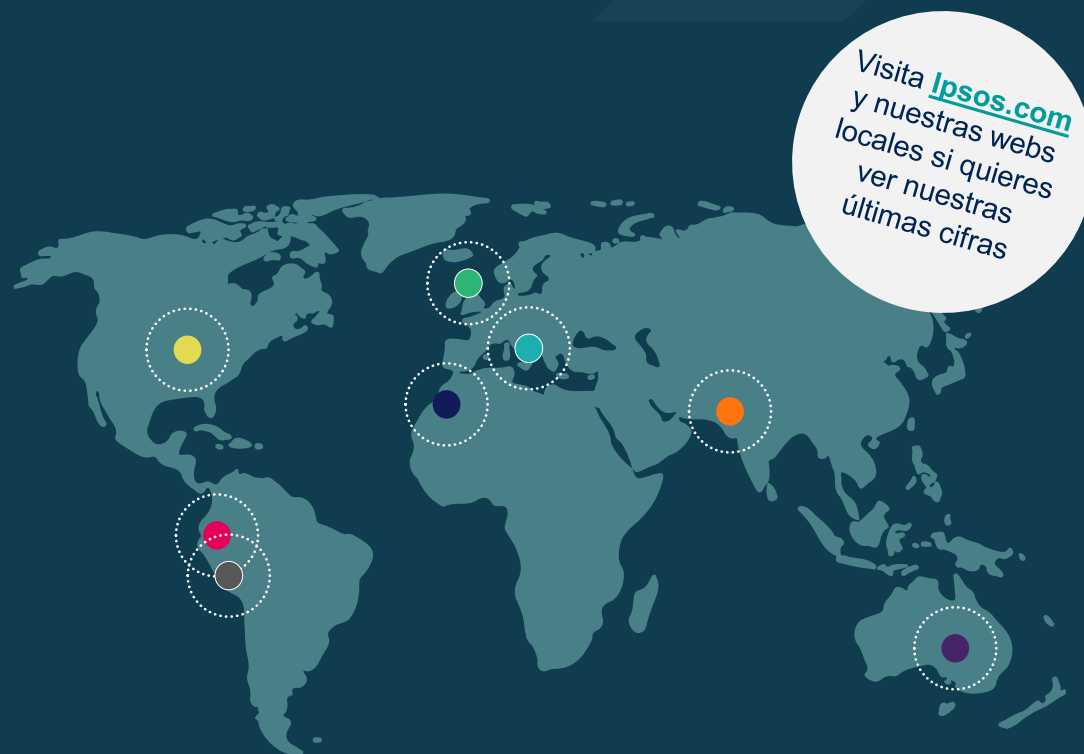 Visita Ipsos.com
y nuestras webs
locales si quieres
ver nuestras
últimas cifras